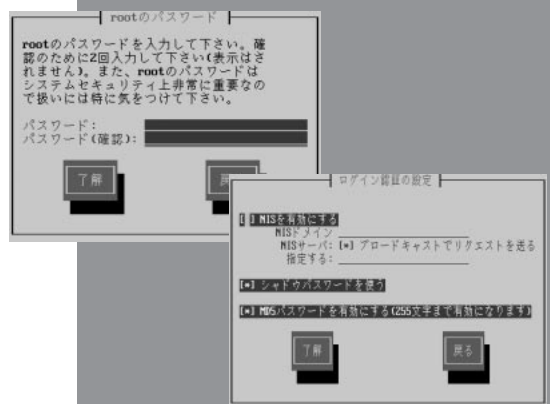 rootのパスワード
rootのパスワードを入力して下さい。確
認のために2回入力して下さい(表示はさ
れません)。また、rootのパスワードは
システムセキュリティ上非常に重要なの
で扱いには特に気をつけて下さい。
パスワード:
パスワード(確認):
了解
戻
ログイン認証の設定
[ ] NISを有効にする
NISドメイン
NISサーバ: [*] ブロードキャストでリクエストを送る
指定する:
[*] シャドウパスワードを使う
[*] MD5パスワードを有効にする(255文字まで有効になります)
了解
戻る